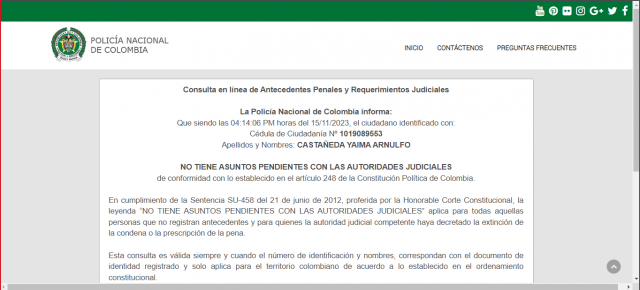 POLICÍA NACIONAL
DE COLOMBIA
INICIO CONTÁCTENOS PREGUNTAS FRECUENTES
Consulta en línea de Antecedentes Penales y Requerimientos Judiciales
La Policía Nacional de Colombia informa:
Que siendo las 04:14:06 PM horas del 15/11/2023, el ciudadano identificado con:
Cédula de Ciudadanía Nº 1019089553
Apellidos y Nombres: CASTAÑEDA YAIMA ARNULFO
NO TIENE ASUNTOS PENDIENTES CON LAS AUTORIDADES JUDICIALES
de conformidad con lo establecido en el artículo 248 de la Constitución Política de Colombia.
En cumplimiento de la Sentencia SU-458 del 21 de junio de 2012, proferida por la Honorable Corte Constitucional, la
leyenda "NO TIENE ASUNTOS PENDIENTES CON LAS AUTORIDADES JUDICIALES" aplica para todas aquellas
personas que no registran antecedentes y para quienes la autoridad judicial competente haya decretado la extinción de
la condena o la prescripción de la pena.
Esta consulta es válida siempre y cuando el número de identificación y nombres, correspondan con el documento de
identidad registrado y solo aplica para el territorio colombiano de acuerdo a lo establecido en el ordenamiento
constitucional.